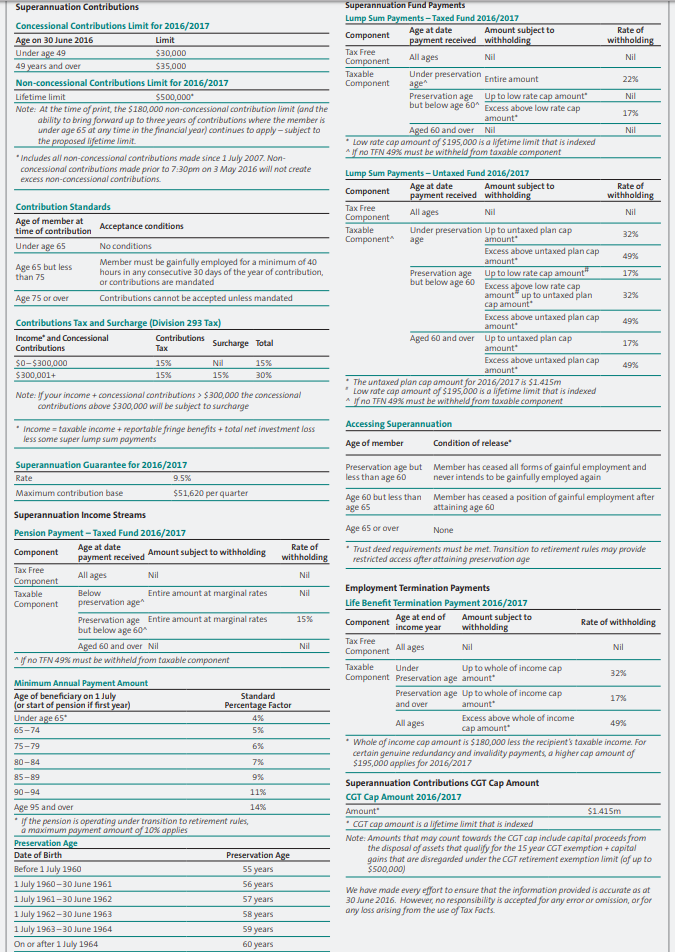 Superannuation Contributions
Concessional Contributions Limit for 2016/2017
Age on 30 June 2016 Limit
Under age 49 $30,000
49 years and over $35,000
Non-concessional Contributions Limit for 2016/2017
Lifetime limit $500,000*
Note: At the time of print, the $180,000 non-concessional contribution limit (and the
ability to bring forward up to three years of contributions where the member is
under age 65 at any time in the financial year) continues to apply – subject to
the proposed lifetime limit.
* Includes all non-concessional contributions made since 1 July 2007. Non-
concessional contributions made prior to 7:30pm on 3 May 2016 will not create
excess non-concessional contributions.
Contribution Standards
Age of member at
time of contribution Acceptance conditions
Under age 65 No conditions
Age 65 but less
than 75
Member must be gainfully employed for a minimum of 40
hours in any consecutive 30 days of the year of contribution,
or contributions are mandated
Age 75 or over Contributions cannot be accepted unless mandated
Contributions Tax and Surcharge (Division 293 Tax)
Income* and Concessional
Contributions
Contributions
Tax
Surcharge Total
$0–$300,000 15% Nil 15%
$300,001+ 15% 15% 30%
Note: If your income + concessional contributions > $300,000 the concessional
contributions above $300,000 will be subject to surcharge
* Income = taxable income + reportable fringe benefits + total net investment loss
less some super lump sum payments
Superannuation Guarantee for 2016/2017
Rate 9.5%
Maximum contribution base $51,620 per quarter
Superannuation Income Streams
Pension Payment – Taxed Fund 2016/2017
Component
Age at date
payment received
Amount subject to withholding
Rate of
withholding
Tax Free
Component
All ages Nil Nil
Taxable
Component
Below
preservation age^
Entire amount at marginal rates Nil
Preservation age
but below age 60^
Entire amount at marginal rates 15%
Aged 60 and over Nil Nil
^ If no TFN 49% must be withheld from taxable component
Minimum Annual Payment Amount
Age of beneficiary on 1 July
(or start of pension if first year)
Standard
Percentage Factor
Under age 65* 4%
65–74 5%
75–79 6%
80–84 7%
85–89 9%
90–94 11%
Age 95 and over 14%
* If the pension is operating under transition to retirement rules,
a maximum payment amount of 10% applies
Preservation Age
Date of Birth Preservation Age
Before 1 July 1960 55 years
1 July 1960–30 June 1961 56 years
1 July 1961–30 June 1962 57 years
1 July 1962–30 June 1963 58 years
1 July 1963–30 June 1964 59 years
On or after 1 July 1964 60 years
Superannuation Fund Payments
Lump Sum Payments – Taxed Fund 2016/2017
Component
Age at date
payment received
Amount subject to
withholding
Rate of
withholding
Tax Free
Component
All ages Nil Nil
Taxable
Component
Under preservation
age^
Entire amount 22%
Preservation age
but below age 60^
Up to low rate cap amount* Nil
Excess above low rate cap
amount*
17%
Aged 60 and over Nil Nil
* Low rate cap amount of $195,000 is a lifetime limit that is indexed
^ If no TFN 49% must be withheld from taxable component
Lump Sum Payments – Untaxed Fund 2016/2017
Component
Age at date
payment received
Amount subject to
withholding
Rate of
withholding
Tax Free
Component
All ages Nil Nil
Taxable
Component^
Under preservation
age
Up to untaxed plan cap
amount*
32%
Excess above untaxed plan cap
amount*
49%
Preservation age
but below age 60
Up to low rate cap amount# 17%
Excess above low rate cap
amount# up to untaxed plan
cap amount*
32%
Excess above untaxed plan cap
amount*
49%
Aged 60 and over
Up to untaxed plan cap
amount*
17%
Excess above untaxed plan cap
amount*
49%
* The untaxed plan cap amount for 2016/2017 is $1.415m
# Low rate cap amount of $195,000 is a lifetime limit that is indexed
^ If no TFN 49% must be withheld from taxable component
Accessing Superannuation
Age of member Condition of release*
Preservation age but
less than age 60
Member has ceased all forms of gainful employment and
never intends to be gainfully employed again
Age 60 but less than
age 65
Member has ceased a position of gainful employment after
attaining age 60
Age 65 or over None
* Trust deed requirements must be met. Transition to retirement rules may provide
restricted access after attaining preservation age
Employment Termination Payments
Life Benefit Termination Payment 2016/2017
Component
Age at end of
income year
Amount subject to
withholding
Rate of withholding
Tax Free
Component
All ages Nil Nil
Taxable
Component
Under
Preservation age
Up to whole of income cap
amount*
32%
Preservation age
and over
Up to whole of income cap
amount*
17%
All ages
Excess above whole of income
cap amount*
49%
* Whole of income cap amount is $180,000 less the recipient's taxable income. For
certain genuine redundancy and invalidity payments, a higher cap amount of
$195,000 applies for 2016/2017
Superannuation Contributions CGT Cap Amount
CGT Cap Amount 2016/2017
Amount* $1.415m
* CGT cap amount is a lifetime limit that is indexed
Note: Amounts that may count towards the CGT cap include capital proceeds from
the disposal of assets that qualify for the 15 year CGT exemption + capital
gains that are disregarded under the CGT retirement exemption limit (of up to
$500,000)
We have made every effort to ensure that the information provided is accurate as at
30 June 2016. However, no responsibility is accepted for any error or omission, or for
any loss arising from the use of Tax Facts.